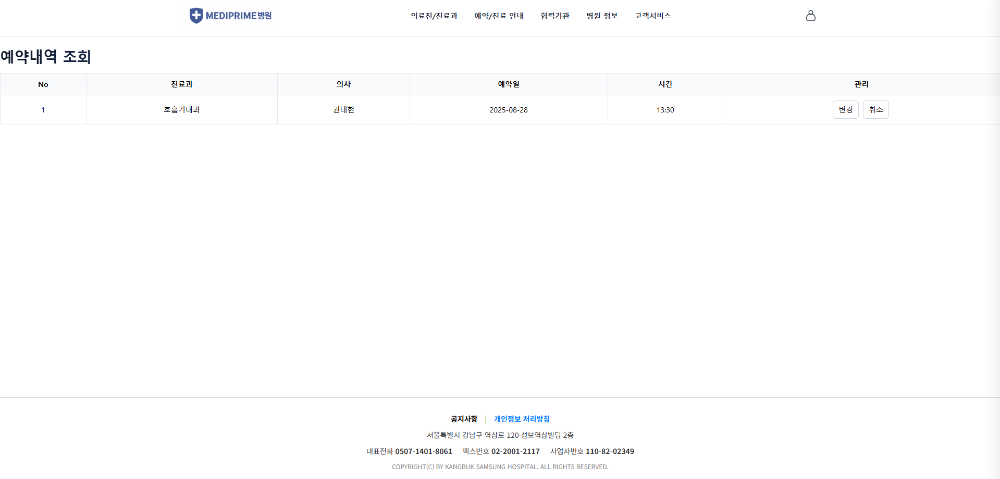 MEDIPRIME병원
의료진/진료과 예약/진료 안내 협력기관 병원 정보 고객서비스
예약내역 조회
No 진료과 의사 예약일 시간 관리
1 호흡기내과 권태현 2025-08-28 13:30 변경 취소
공지사항 | 개인정보 처리방침
서울특별시 강남구 역삼로 120 성보역삼빌딩 2층
대표전화 0507-1401-8061 팩스번호 02-2001-2117 사업자번호 110-82-02349
COPYRIGHT(C) BY KANGBUK SAMSUNG HOSPITAL. ALL RIGHTS RESERVED.